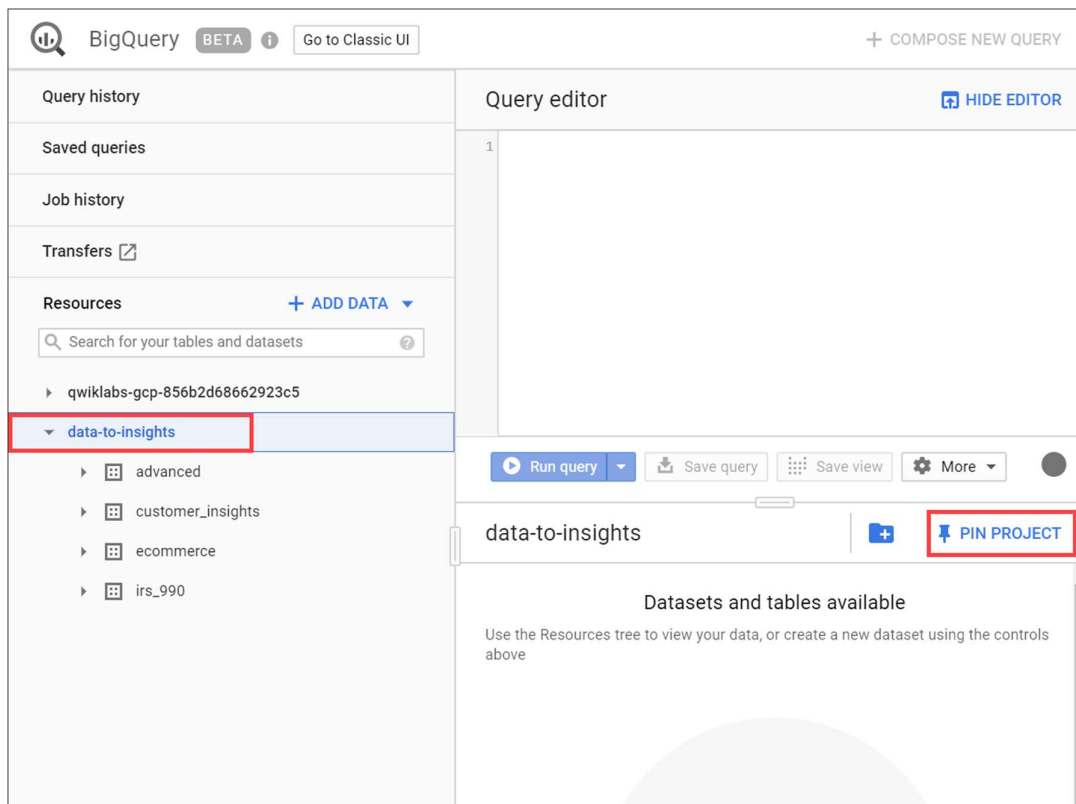 BigQuery BETA Go to Classic UI + COMPOSE NEW QUERY
Query history
Saved queries
Job history
Transfers
Resources + ADD DATA
Search for your tables and datasets
qwiklabs-gcp-856b2d68662923c5
data-to-insights
advanced
customer_insights
ecommerce
irs_990
Query editor HIDE EDITOR
1
Run query Save query Save view More
data-to-insights PIN PROJECT
Datasets and tables available
Use the Resources tree to view your data, or create a new dataset using the controls
above